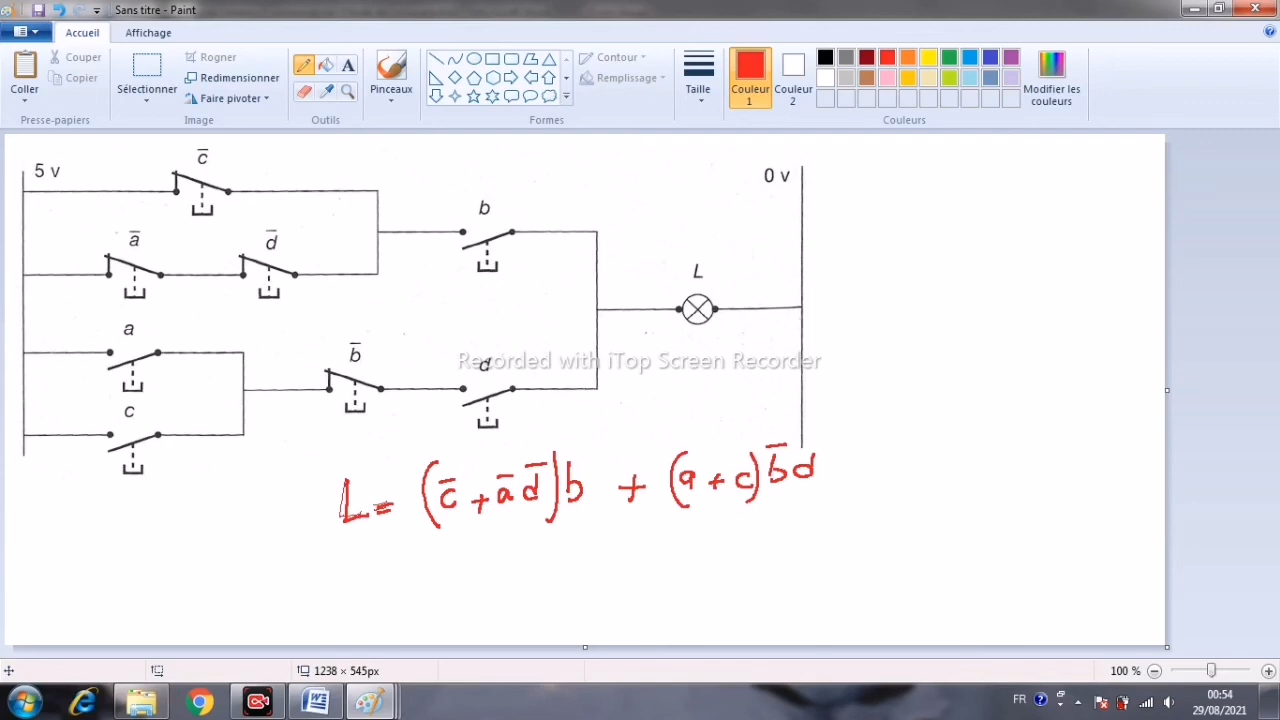 Sans titre - Paint
Accueil Affichage
Coller
Couper
Copier
Presse-papiers
Sélectionner
Rogner
Redimensionner
Faire pivoter
Image
A
Outils
Pinceaux
Contour
Remplissage
Formes
Taille
Couleur 1
Couleur 2
Modifier les couleurs
Couleurs
5 v
c̅
0 v
b
a̅ d̅
L
a
b̅
d
c
Recorded with iTop Screen Recorder
L = (c̅ + a̅ d̅) b + (a + c) b̅ d
1238 × 545px
100 %
FR
00:54
29/08/2021